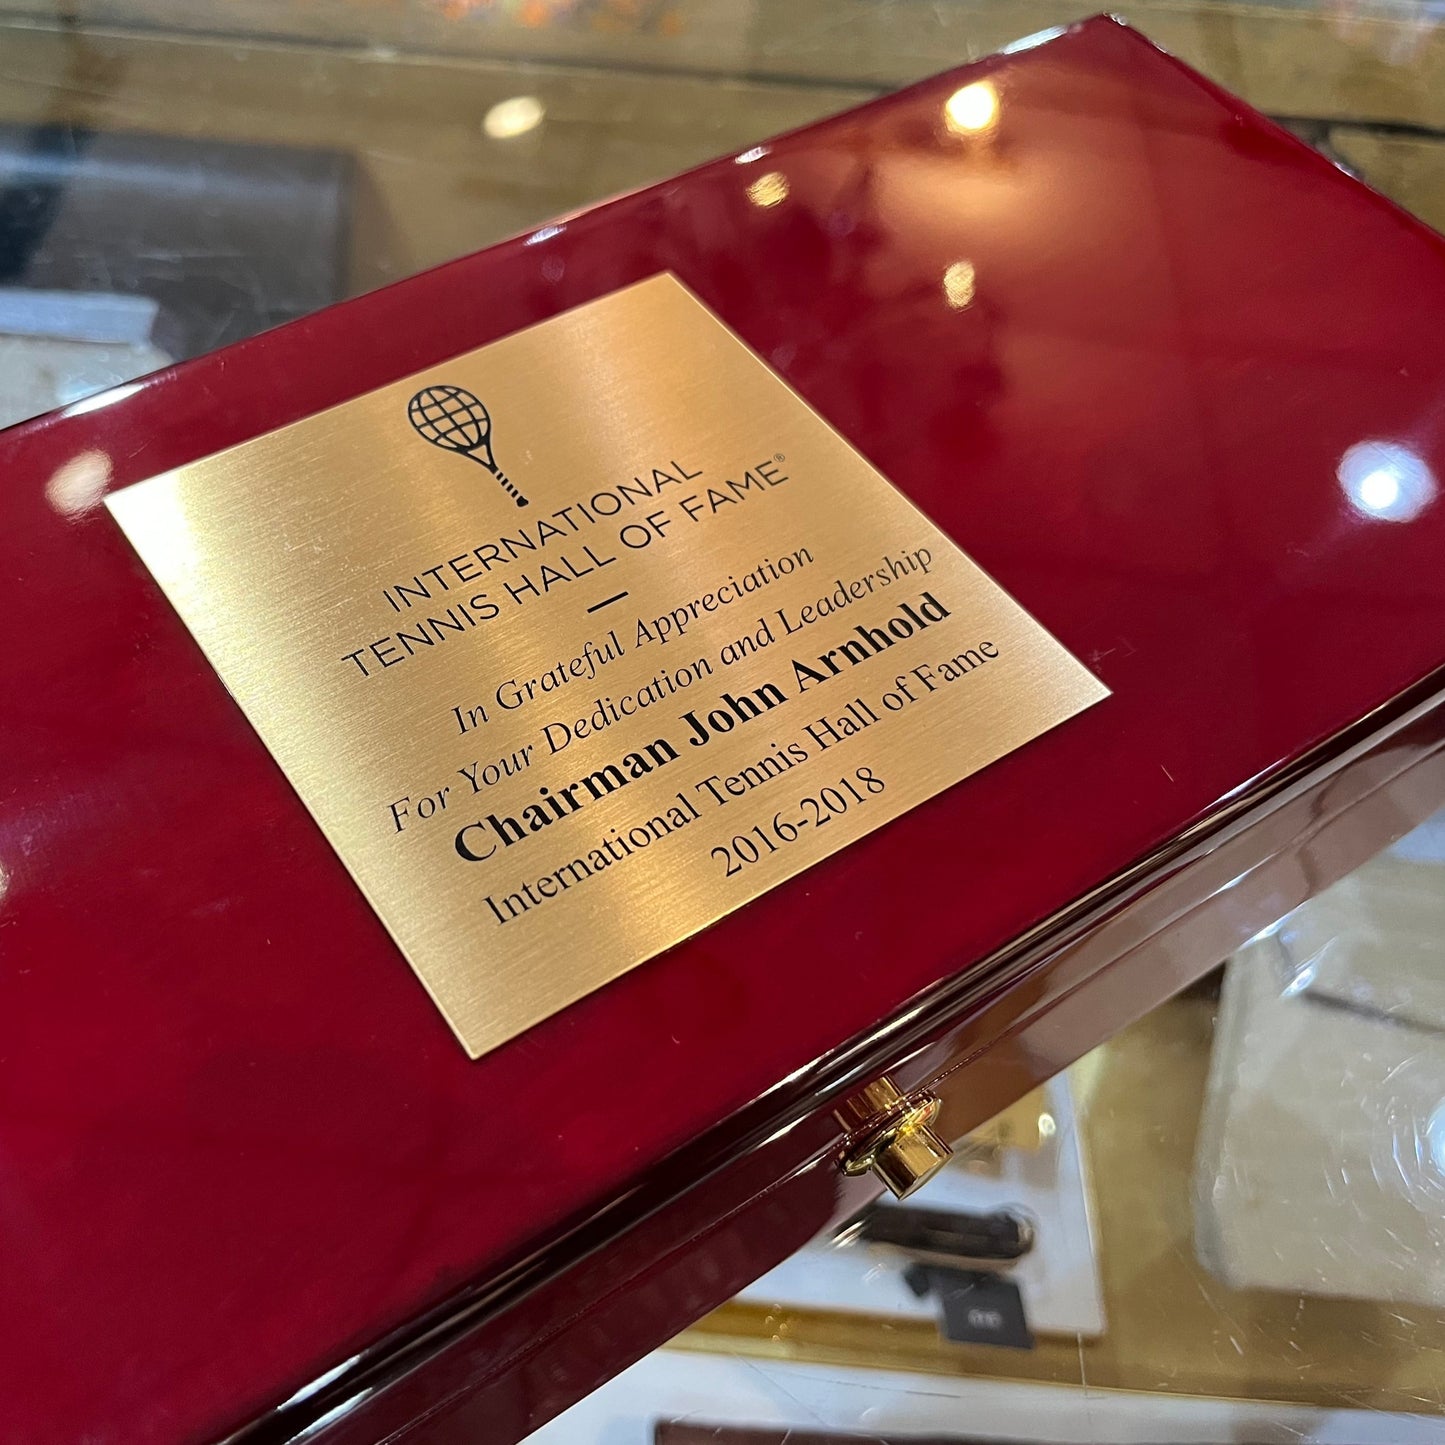 INTERNATIONAL
TENNIS HALL OF FAME®
In Grateful Appreciation
For Your Dedication and Leadership
Chairman John Arnhold
International Tennis Hall of Fame
2016-2018